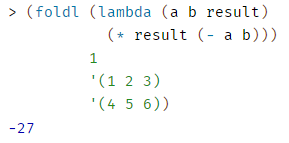 > (foldl (lambda (a b result)
(* result (- a b)))
1
'(1 2 3)
'(4 5 6))
-27